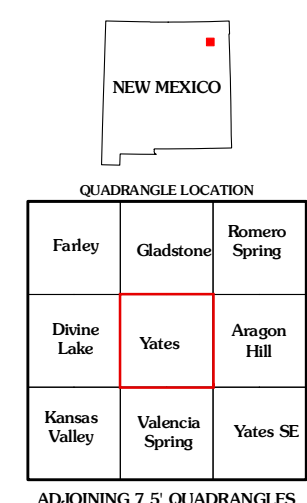 NEW MEXICO
QUADRANGLE LOCATION
Farley
Gladstone
Romero
Spring
Divine
Lake
Yates
Aragon
Hill
Kansas
Valley
Valencia
Spring
Yates SE
ADJOINING 7.5' QUADRANGLES